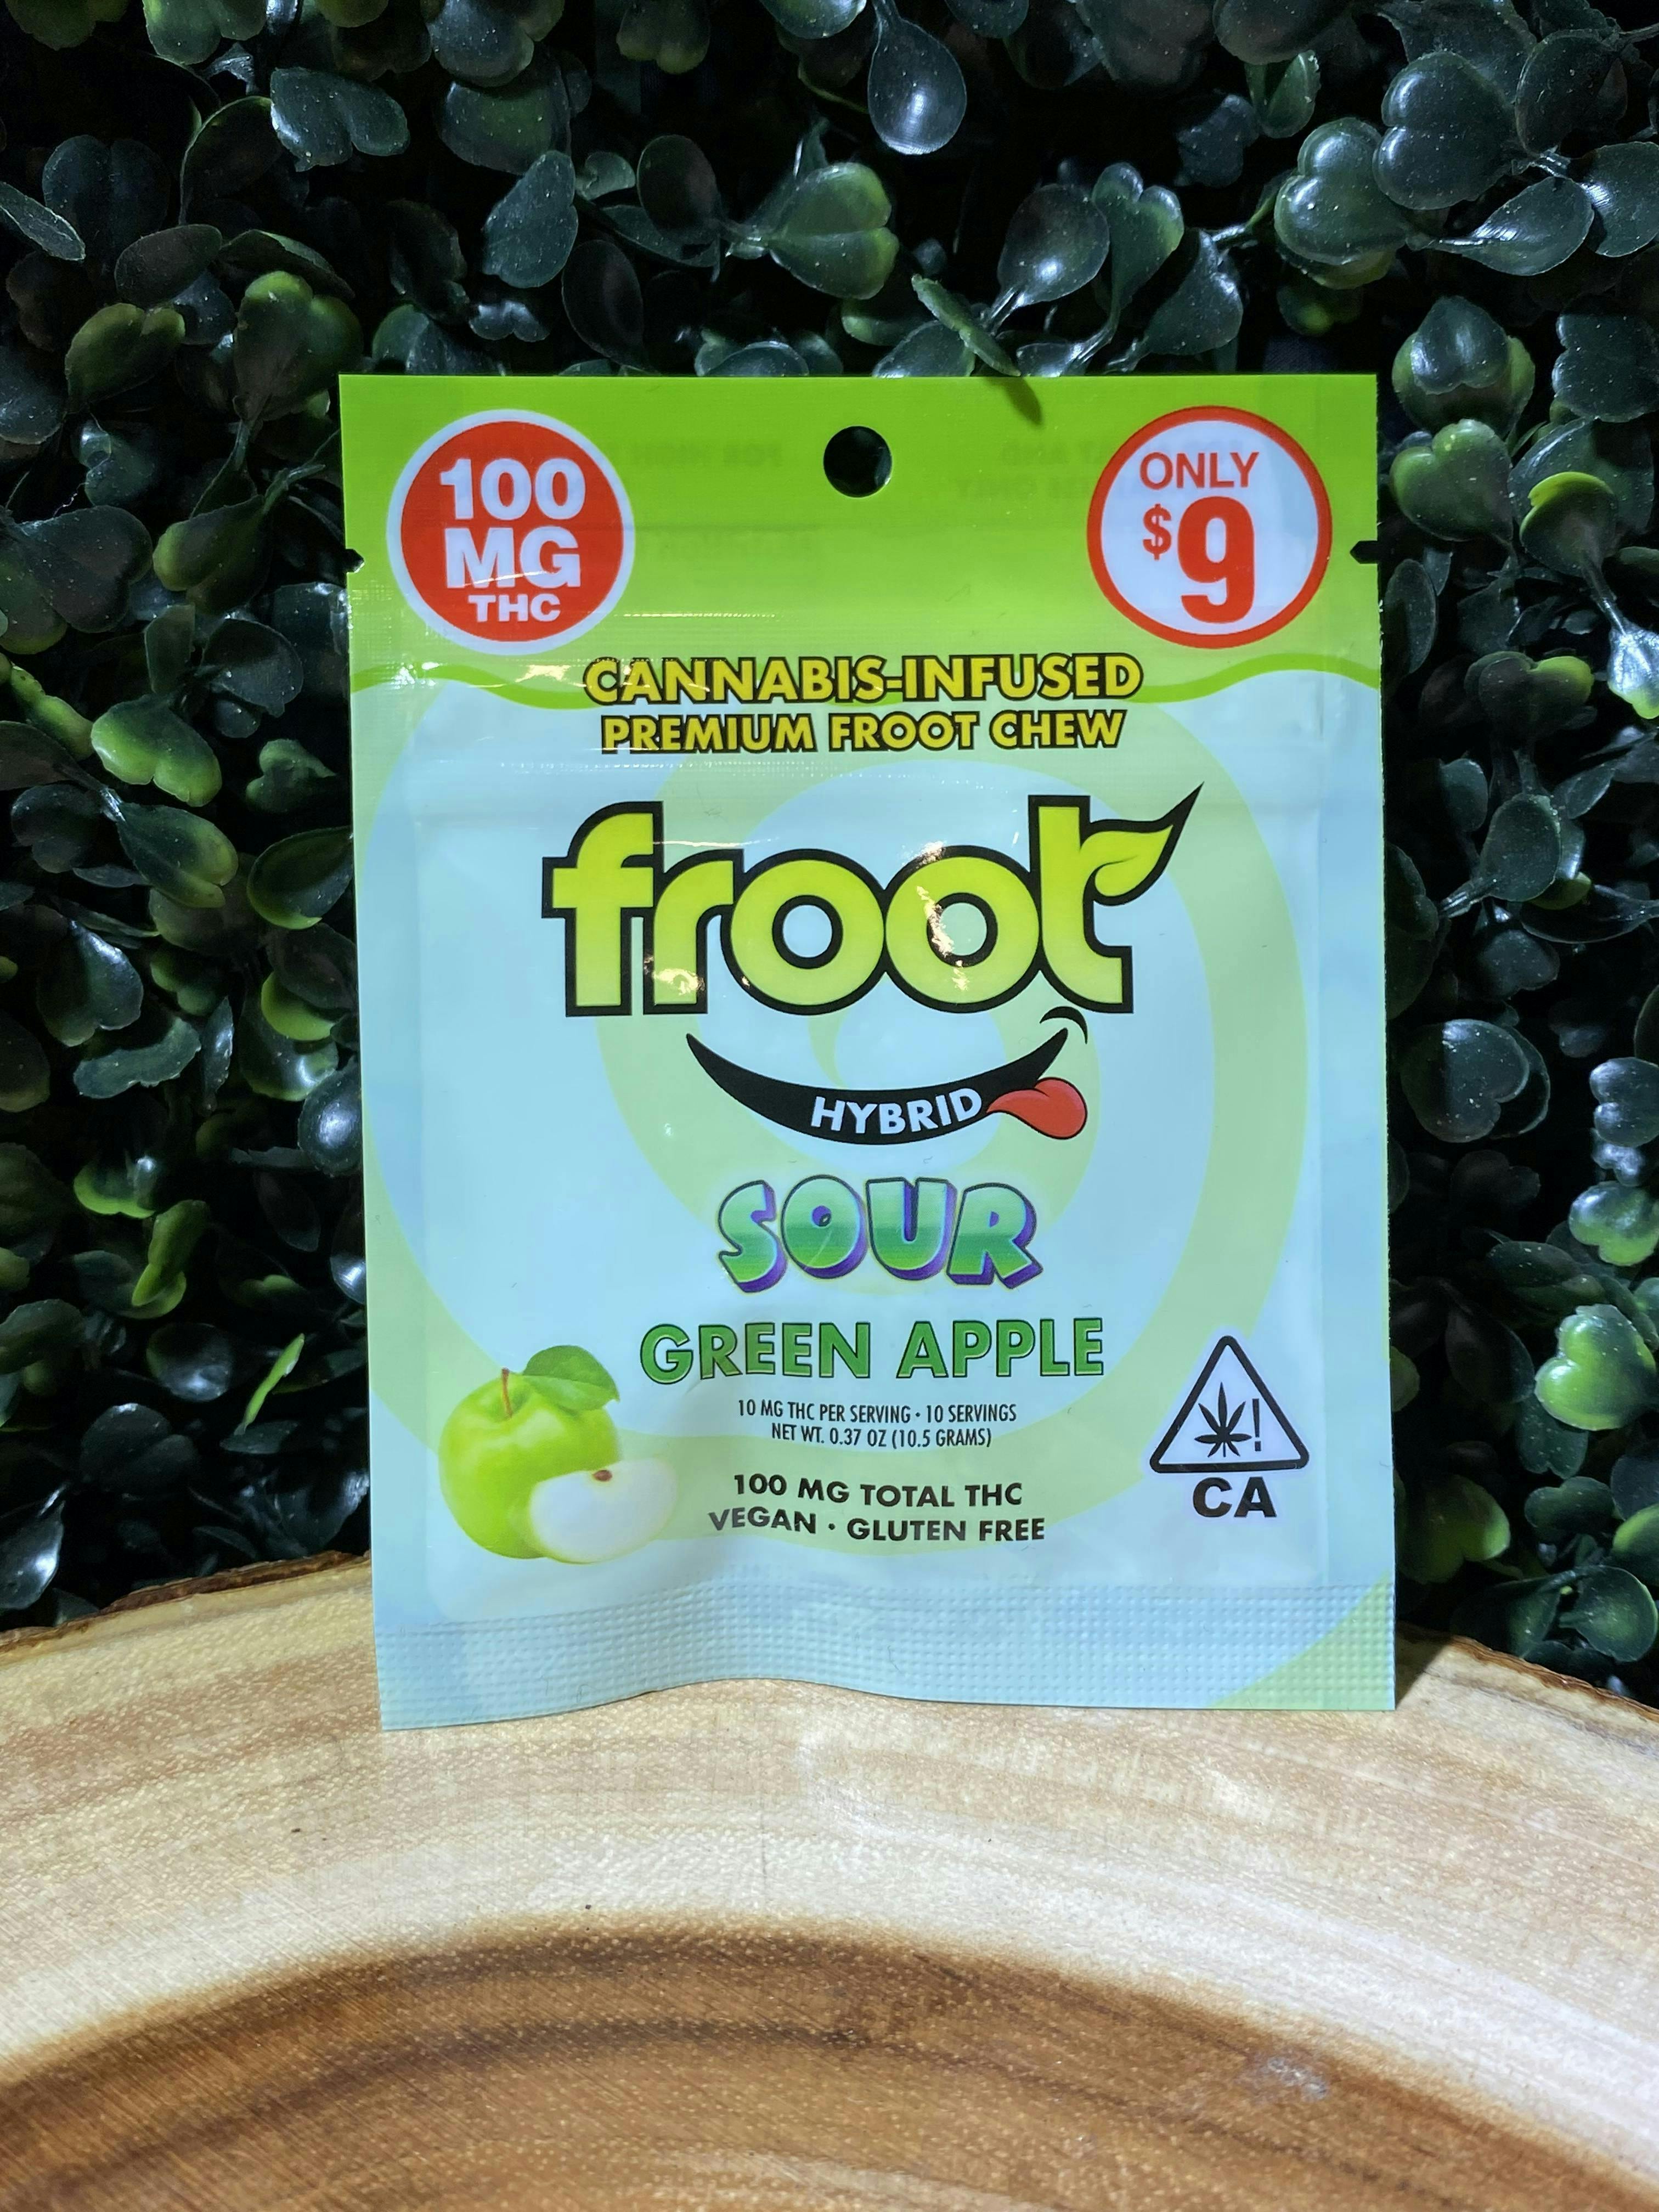 100
MG
THC
ONLY
$9
CANNABIS-INFUSED
PREMIUM FROOT CHEW
froot
HYBRID
SOUR
GREEN APPLE
10 MG THC PER SERVING • 10 SERVINGS
NET WT. 0.37 OZ (10.5 GRAMS)
100 MG TOTAL THC
VEGAN • GLUTEN FREE
!
CA